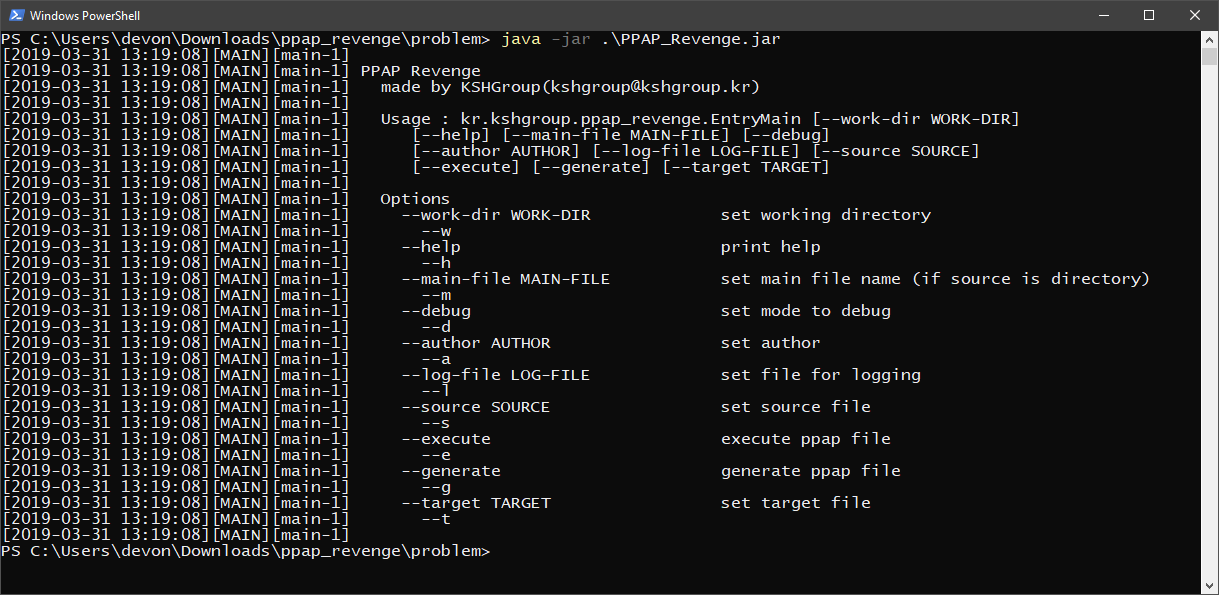 Windows PowerShell
PS C:\Users\devon\Downloads\ppap_revenge\problem> java -jar .\PPAP_Revenge.jar
[2019-03-31 13:19:08][MAIN][main-1]
[2019-03-31 13:19:08][MAIN][main-1] PPAP Revenge
[2019-03-31 13:19:08][MAIN][main-1]   made by KSHGroup(kshgroup@kshgroup.kr)
[2019-03-31 13:19:08][MAIN][main-1]
[2019-03-31 13:19:08][MAIN][main-1]   Usage : kr.kshgroup.ppap_revenge.EntryMain [--work-dir WORK-DIR]
[2019-03-31 13:19:08][MAIN][main-1]      [--help] [--main-file MAIN-FILE] [--debug]
[2019-03-31 13:19:08][MAIN][main-1]      [--author AUTHOR] [--log-file LOG-FILE] [--source SOURCE]
[2019-03-31 13:19:08][MAIN][main-1]      [--execute] [--generate] [--target TARGET]
[2019-03-31 13:19:08][MAIN][main-1]
[2019-03-31 13:19:08][MAIN][main-1]   Options
[2019-03-31 13:19:08][MAIN][main-1]     --work-dir WORK-DIR             set working directory
[2019-03-31 13:19:08][MAIN][main-1]       --w
[2019-03-31 13:19:08][MAIN][main-1]     --help                          print help
[2019-03-31 13:19:08][MAIN][main-1]       --h
[2019-03-31 13:19:08][MAIN][main-1]     --main-file MAIN-FILE           set main file name (if source is directory)
[2019-03-31 13:19:08][MAIN][main-1]       --m
[2019-03-31 13:19:08][MAIN][main-1]     --debug                         set mode to debug
[2019-03-31 13:19:08][MAIN][main-1]       --d
[2019-03-31 13:19:08][MAIN][main-1]     --author AUTHOR                 set author
[2019-03-31 13:19:08][MAIN][main-1]       --a
[2019-03-31 13:19:08][MAIN][main-1]     --log-file LOG-FILE             set file for logging
[2019-03-31 13:19:08][MAIN][main-1]       --l
[2019-03-31 13:19:08][MAIN][main-1]     --source SOURCE                 set source file
[2019-03-31 13:19:08][MAIN][main-1]       --s
[2019-03-31 13:19:08][MAIN][main-1]     --execute                       execute ppap file
[2019-03-31 13:19:08][MAIN][main-1]       --e
[2019-03-31 13:19:08][MAIN][main-1]     --generate                      generate ppap file
[2019-03-31 13:19:08][MAIN][main-1]       --g
[2019-03-31 13:19:08][MAIN][main-1]     --target TARGET                 set target file
[2019-03-31 13:19:08][MAIN][main-1]       --t
[2019-03-31 13:19:08][MAIN][main-1]
PS C:\Users\devon\Downloads\ppap_revenge\problem>